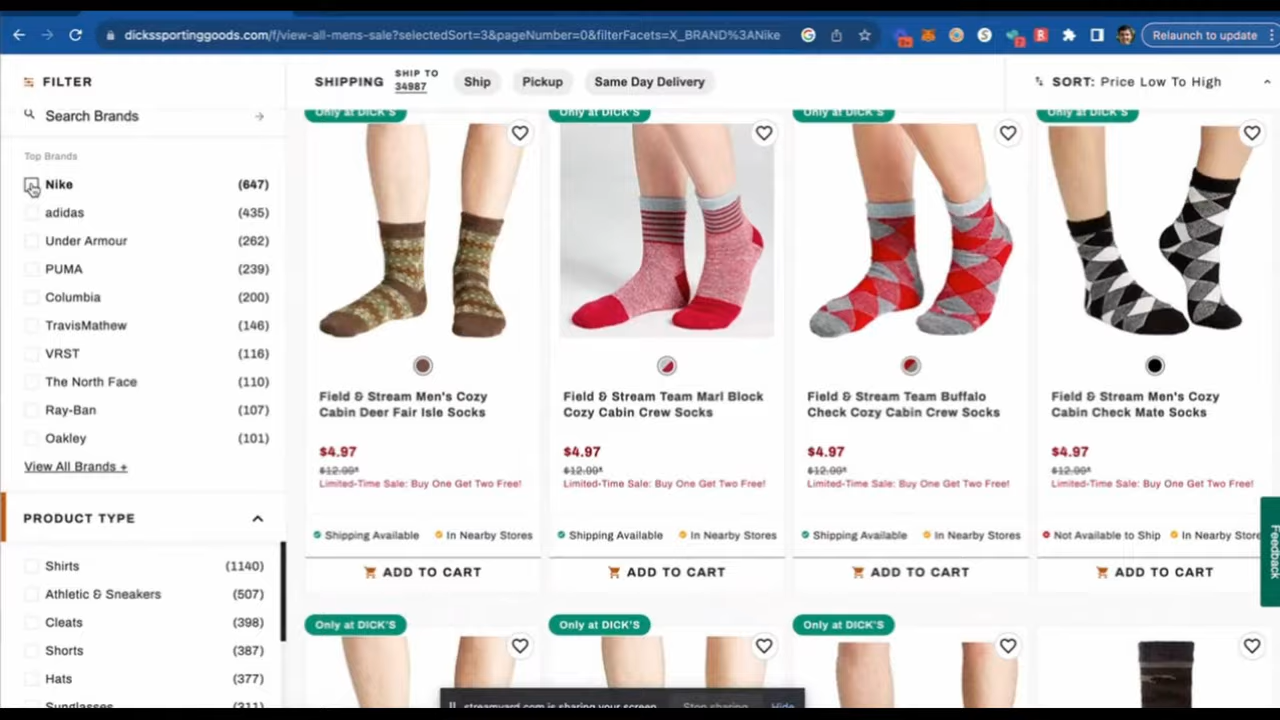 dickssportinggoods.com/f/view-all-mens-sale?selectedSort=3&pageNumber=0&filterFacets=X_BRAND%3ANike
Relaunch to update
FILTER
SHIPPING
SHIP TO
34987
Ship
Pickup
Same Day Delivery
SORT: Price Low To High
Search Brands
Top Brands
Nike (647)
adidas (435)
Under Armour (262)
PUMA (239)
Columbia (200)
TravisMathew (146)
VRST (116)
The North Face (110)
Ray-Ban (107)
Oakley (101)
View All Brands +
PRODUCT TYPE
Shirts (1140)
Athletic & Sneakers (507)
Cleats (398)
Shorts (387)
Hats (377)
Sunglasses (311)
Only at DICK'S
Only at DICK'S
Only at DICK'S
Only at DICK'S
Field & Stream Men's Cozy
Cabin Deer Fair Isle Socks
$4.97
$12.99*
Limited-Time Sale: Buy One Get Two Free!
Shipping Available
In Nearby Stores
ADD TO CART
Field & Stream Team Marl Block
Cozy Cabin Crew Socks
$4.97
$12.99*
Limited-Time Sale: Buy One Get Two Free!
Shipping Available
In Nearby Stores
ADD TO CART
Field & Stream Team Buffalo
Check Cozy Cabin Crew Socks
$4.97
$12.99*
Limited-Time Sale: Buy One Get Two Free!
Shipping Available
In Nearby Stores
ADD TO CART
Field & Stream Men's Cozy
Cabin Check Mate Socks
$4.97
$12.99*
Limited-Time Sale: Buy One Get Two Free!
Not Available to Ship
In Nearby Store
ADD TO CART
Feedback
Only at DICK'S
Only at DICK'S
Only at DICK'S
streamyard.com is sharing your screen.
Stop sharing
Hide